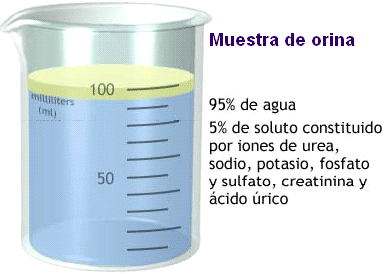 Muestra de orina
100
milliliters
(ml)
50
95% de agua
5% de soluto constituido
por iones de urea,
sodio, potasio, fosfato
y sulfato, creatinina y
ácido úrico